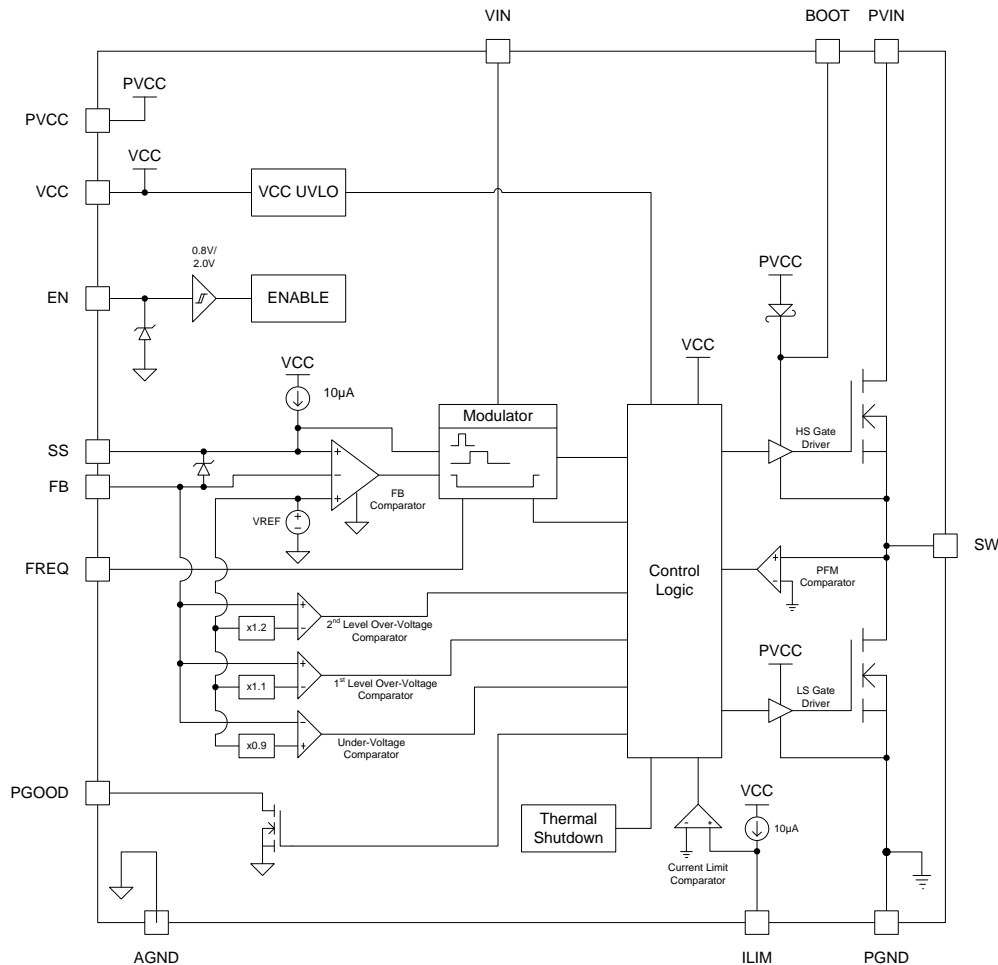 VIN
BOOT
PVIN
PVCC
PVCC
VCC
VCC
VCC UVLO
0.8V/
2.0V
EN
ENABLE
PVCC
VCC
10µA
VCC
Modulator
SS
FB
+
−
+
FB
Comparator
VREF
+
−
HS Gate
Driver
FREQ
Control
Logic
+
−
PFM
Comparator
SW
x1.2
+
−
2nd Level Over-Voltage
Comparator
x1.1
+
−
1st Level Over-Voltage
Comparator
PVCC
LS Gate
Driver
x0.9
−
+
Under-Voltage
Comparator
PGOOD
Thermal
Shutdown
−
+
Current Limit
Comparator
VCC
10µA
AGND
ILIM
PGND